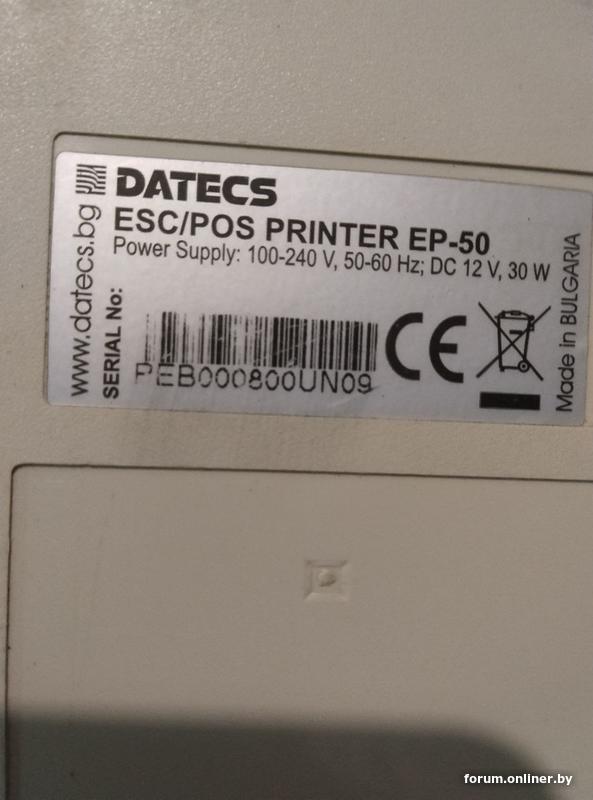 DATECS
ESC/POS PRINTER EP-50
Power Supply: 100-240 V, 50-60 Hz; DC 12 V, 30 W
www.datecs.bg
SERIAL No:
PEB000800UN09
CE
Made in BULGARIA
forum.onliner.by